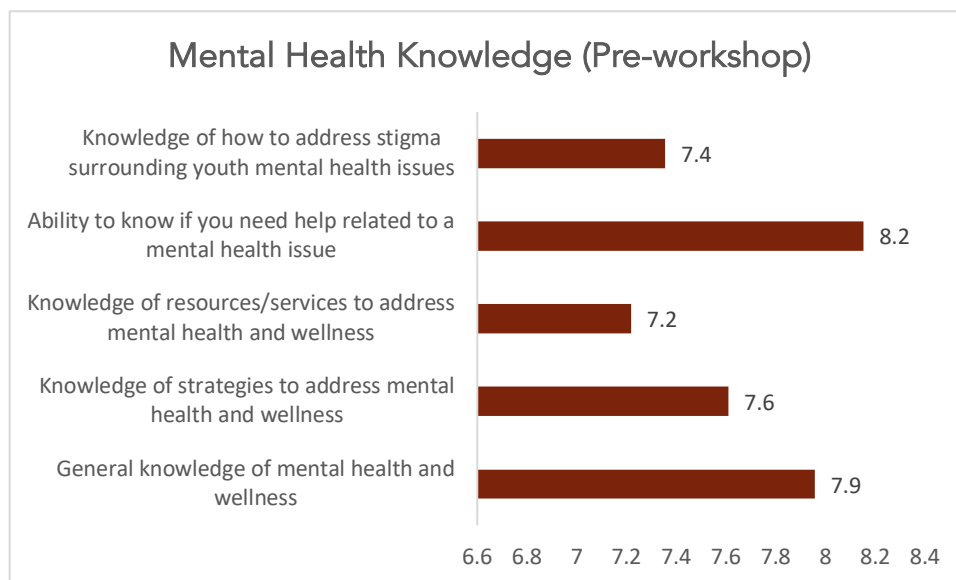 Mental Health Knowledge (Pre-workshop)
Knowledge of how to address stigma
surrounding youth mental health issues
7.4
Ability to know if you need help related to a
mental health issue
8.2
Knowledge of resources/services to address
mental health and wellness
7.2
Knowledge of strategies to address mental
health and wellness
7.6
General knowledge of mental health and
wellness
7.9
6.6 6.8 7 7.2 7.4 7.6 7.8 8 8.2 8.4